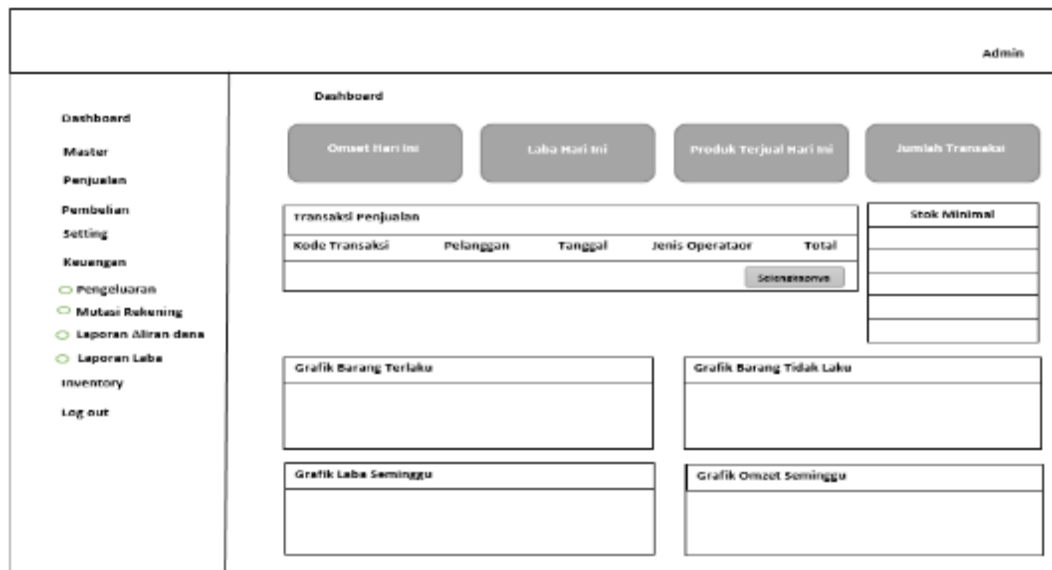 Admin
Dashboard
Master
Penjualan
Pembelian
Setting
Keuangan
Pengeluaran
Mutasi Rekening
Laporan Aliran dana
Laporan Laba
Inventory
Log out
Dashboard
Omset Hari Ini
Laba Hari Ini
Produk Terjual Hari Ini
Jumlah Transaksi
Transaksi Penjualan
Kode Transaksi Pelanggan Tanggal Jenis Operataor Total
Selengkapnya
Stok Minimal
Grafik Barang Terlaku
Grafik Barang Tidak Laku
Grafik Laba Seminggu
Grafik Omzet Seminggu